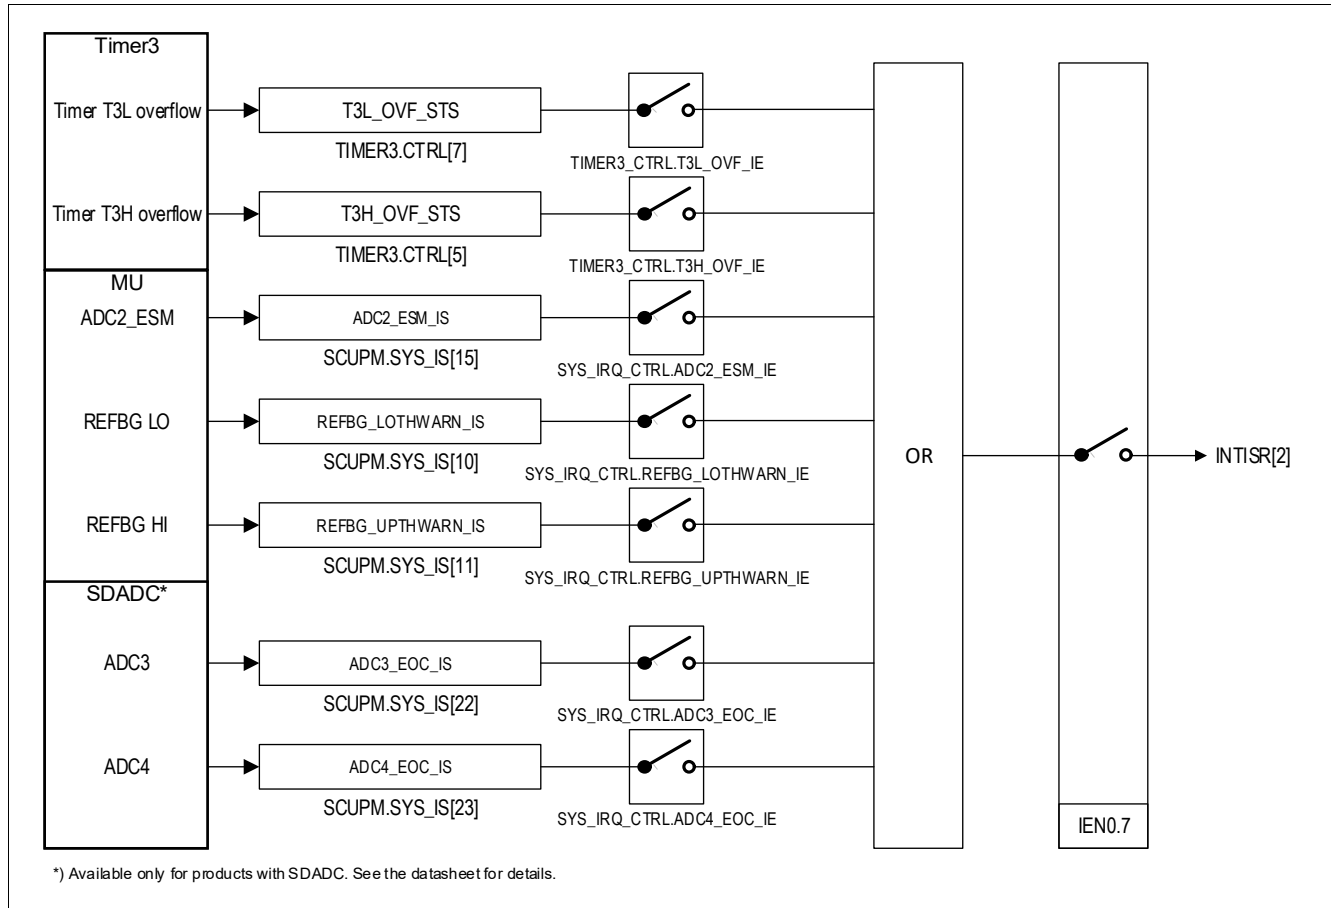 Timer3
Timer T3L overflow
T3L_OVF_STS
TIMER3.CTRL[7]
TIMER3_CTRL.T3L_OVF_IE
Timer T3H overflow
T3H_OVF_STS
TIMER3.CTRL[5]
TIMER3_CTRL.T3H_OVF_IE
MU
ADC2_ESM
ADC2_ESM_IS
SCUPM.SYS_IS[15]
SYS_IRQ_CTRL.ADC2_ESM_IE
REFBG LO
REFBG_LOTHWARN_IS
SCUPM.SYS_IS[10]
SYS_IRQ_CTRL.REFBG_LOTHWARN_IE
REFBG HI
REFBG_UPTHWARN_IS
SCUPM.SYS_IS[11]
SYS_IRQ_CTRL.REFBG_UPTHWARN_IE
SDADC*
ADC3
ADC3_EOC_IS
SCUPM.SYS_IS[22]
SYS_IRQ_CTRL.ADC3_EOC_IE
ADC4
ADC4_EOC_IS
SCUPM.SYS_IS[23]
SYS_IRQ_CTRL.ADC4_EOC_IE
OR
IEN0.7
INTISR[2]
*) Available only for products with SDADC. See the datasheet for details.